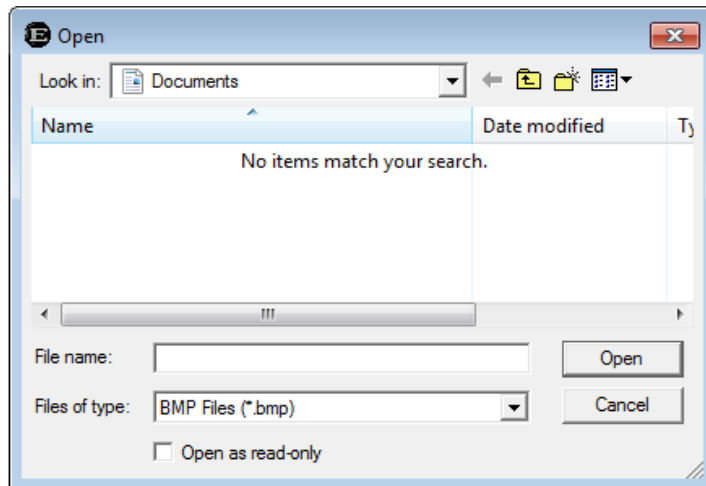 E Open
Look in: Documents
Name Date modified Ty
No items match your search.
File name: Open
Files of type: BMP Files (*.bmp) Cancel
Open as read-only